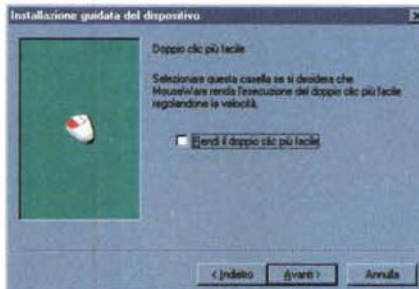 Installazione guidata del dispositivo
Doppio clic più facile
Selezionare questa casella se si desidera che
MouseWare renda l'esecuzione del doppio clic più facile
regolandone la velocità.
Rendi il doppio clic più facile
< Indietro
Avanti >
Annulla